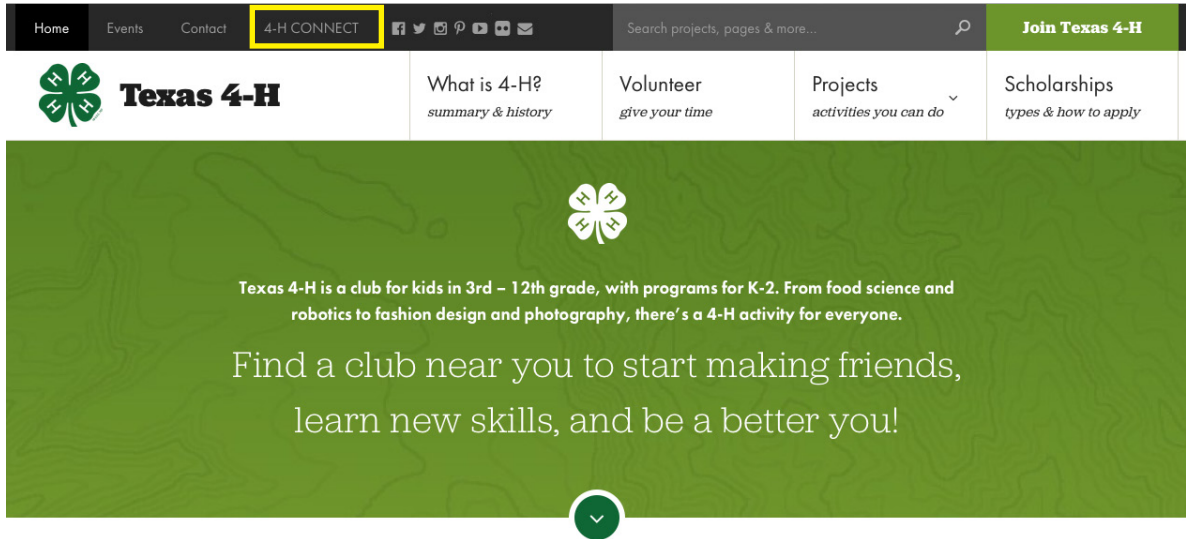 Home Events Contact 4-H CONNECT Search projects, pages & more... Join Texas 4-H
H H H H Texas 4-H
What is 4-H?
summary & history
Volunteer
give your time
Projects
activities you can do
Scholarships
types & how to apply
H H H H
Texas 4-H is a club for kids in 3rd – 12th grade, with programs for K-2. From food science and
robotics to fashion design and photography, there's a 4-H activity for everyone.
Find a club near you to start making friends,
learn new skills, and be a better you!